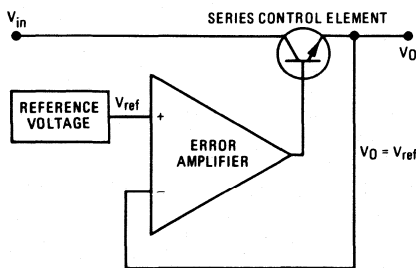 SERIES CONTROL ELEMENT
Vin
VO
REFERENCE
VOLTAGE
Vref
+
ERROR
AMPLIFIER
−
VO = Vref